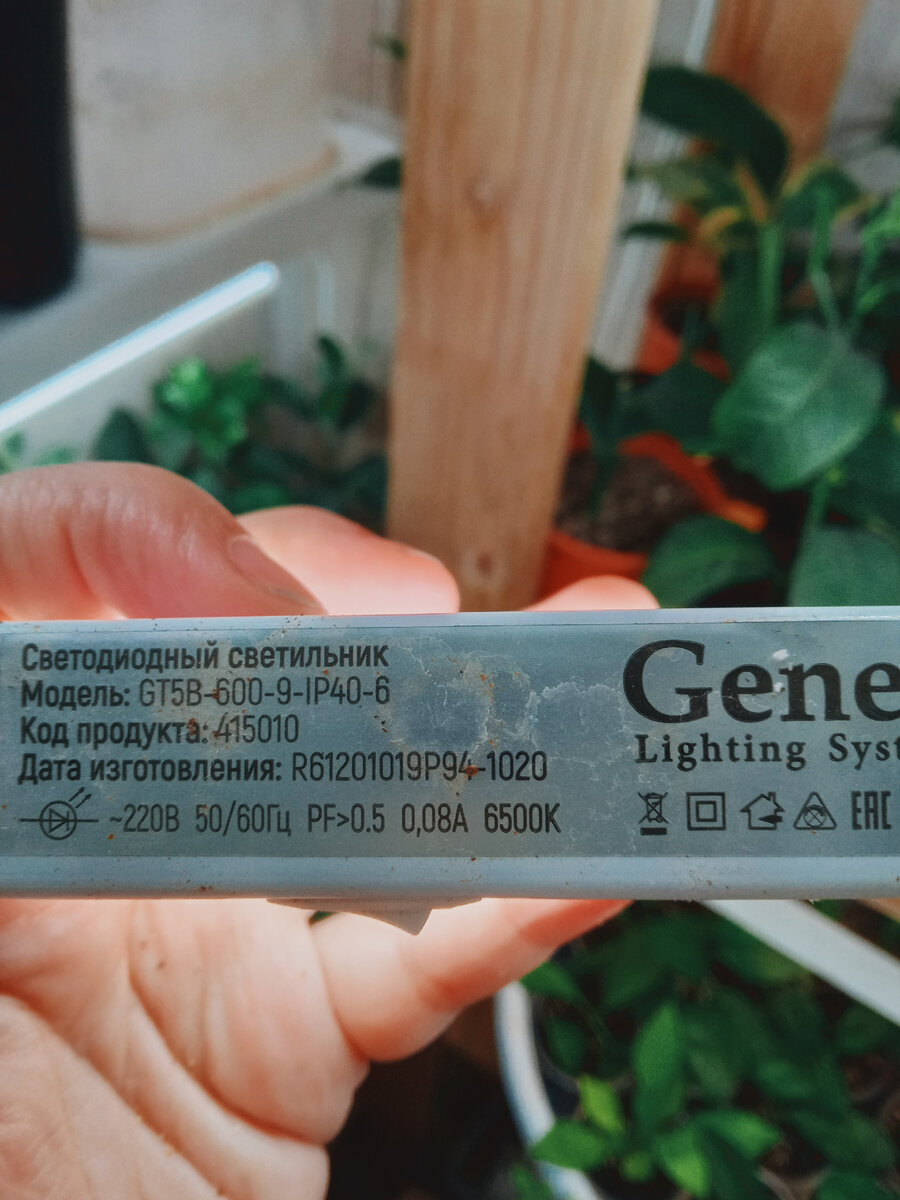 Светодиодный светильник
Модель: GT5B-600-9-IP40-6
Код продукта: 415010
Дата изготовления: R61201019P94-1020
~220В 50/60Гц PF>0.5 0,08А 6500K
Gene
Lighting Syst
EAC